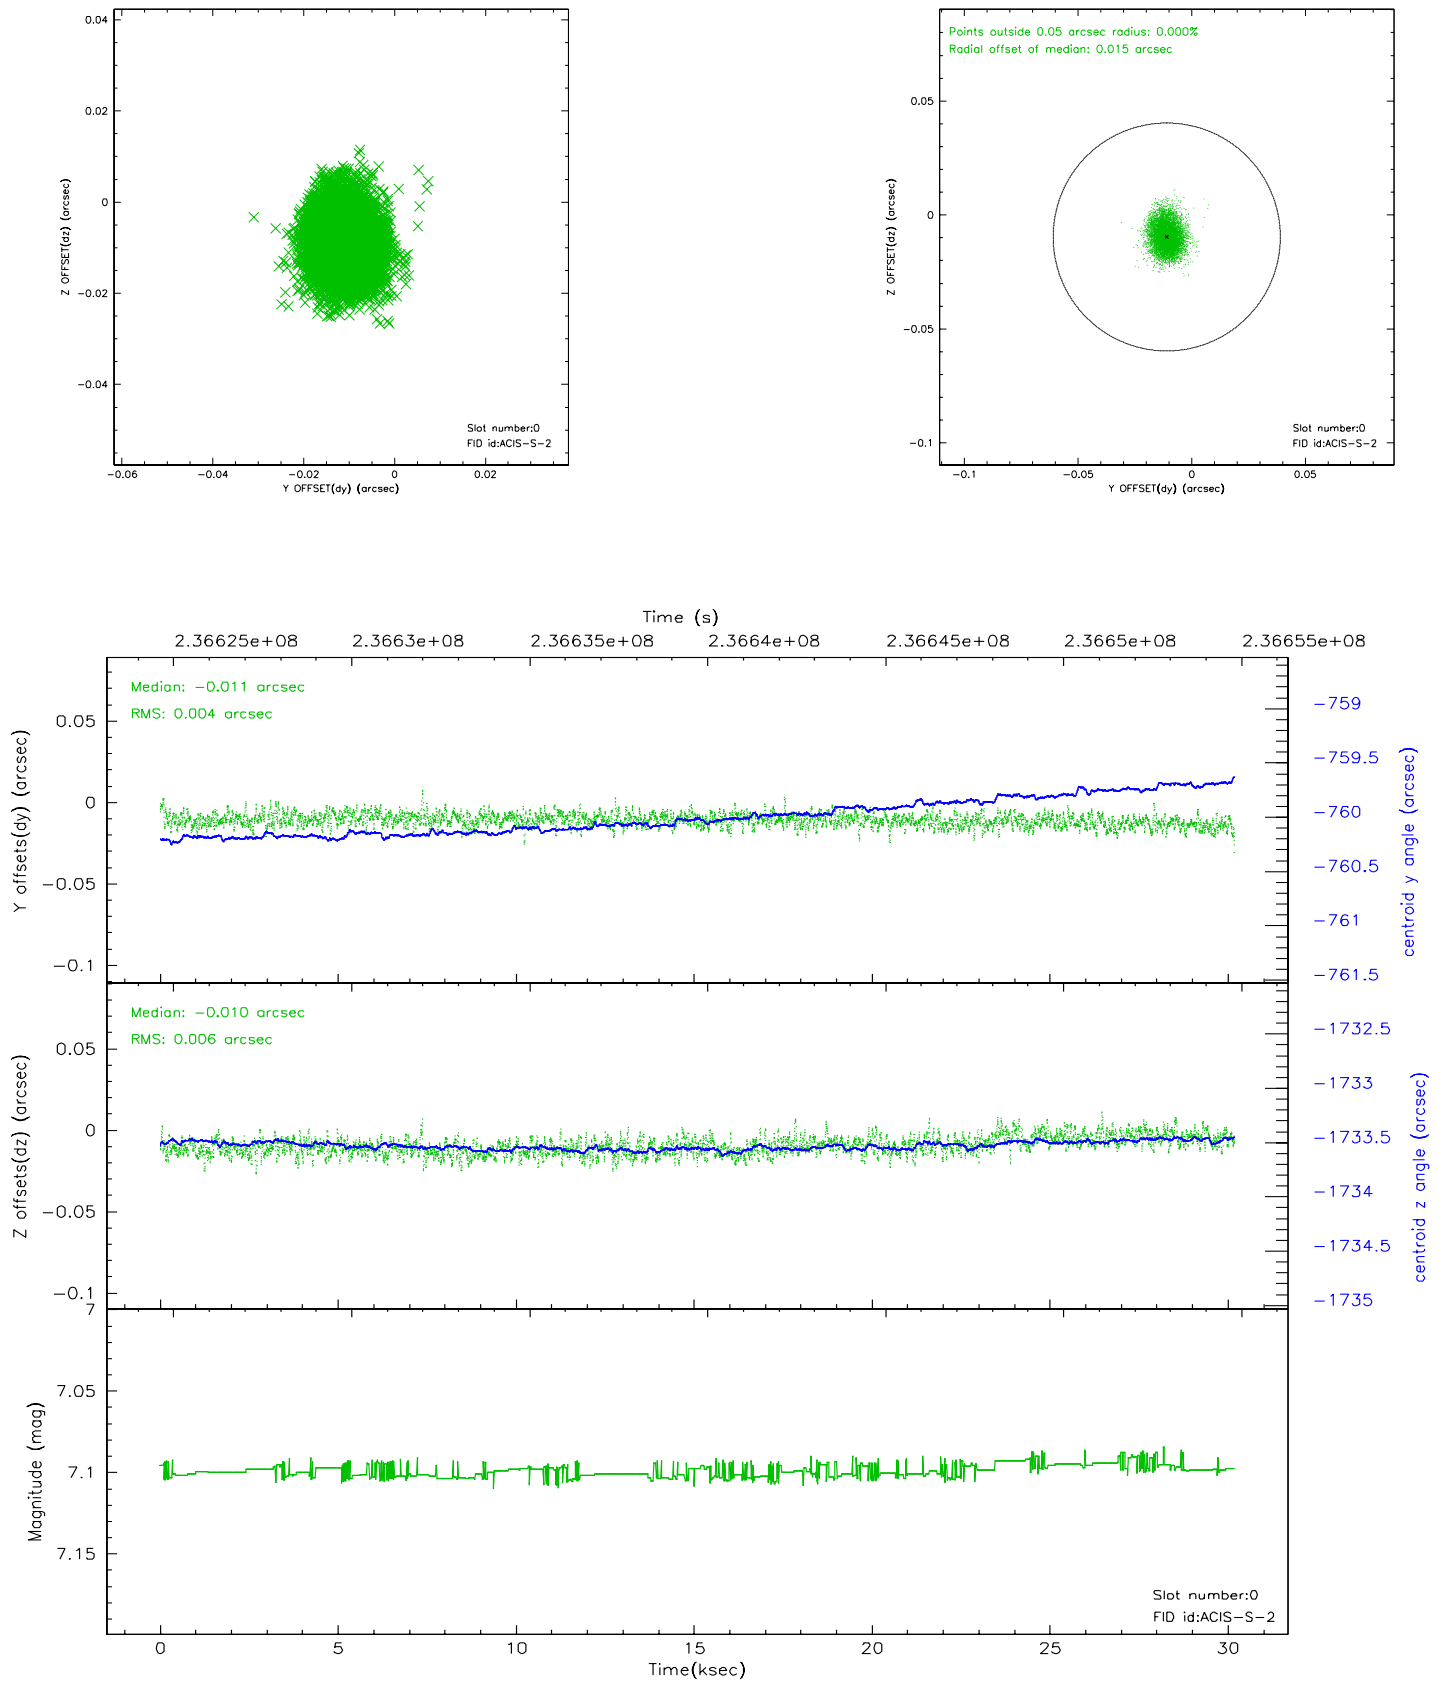 0.04
0.02
0
−0.02
−0.04
Z OFFSET(dz) (arcsec)
Slot number:0
FID id:ACIS−S−2
−0.06
−0.04
−0.02
0
0.02
Y OFFSET(dy) (arcsec)
Points outside 0.05 arcsec radius: 0.000%
Radial offset of median: 0.015 arcsec
0.05
0
−0.05
−0.1
Z OFFSET(dz) (arcsec)
Slot number:0
FID id:ACIS−S−2
−0.1
−0.05
0
0.05
Y OFFSET(dy) (arcsec)
Time (s)
2.36625e+08
2.3663e+08
2.36635e+08
2.3664e+08
2.36645e+08
2.3665e+08
2.36655e+08
Median: −0.011 arcsec
RMS: 0.004 arcsec
0.05
0
−0.05
−0.1
Y offsets(dy) (arcsec)
−759
−759.5
−760
−760.5
−761
−761.5
centroid y angle (arcsec)
Median: −0.010 arcsec
RMS: 0.006 arcsec
0.05
0
−0.05
−0.1
Z offsets(dz) (arcsec)
−1732.5
−1733
−1733.5
−1734
−1734.5
−1735
centroid z angle (arcsec)
7
7.05
7.1
7.15
Magnitude (mag)
Slot number:0
FID id:ACIS−S−2
0
5
10
15
20
25
30
Time(ksec)